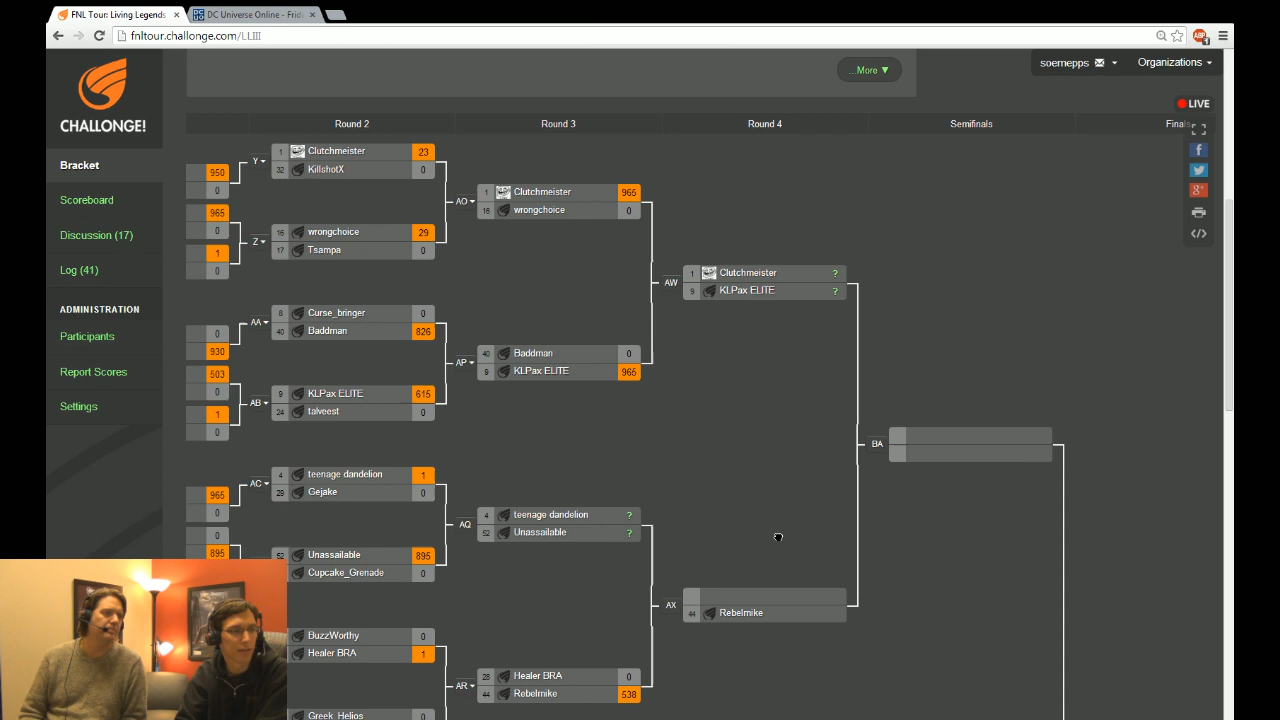 FNL Tour: Living Legends
DC Universe Online - Frida
fnltour.challonge.com/LLIII
...More ▼
soemepps
Organizations
CHALLONGE!
LIVE
Bracket
Scoreboard
Discussion (17)
Log (41)
ADMINISTRATION
Participants
Report Scores
Settings
Round 2
Round 3
Round 4
Semifinals
Finals
950
0
965
0
1
0
0
930
503
0
1
0
965
0
0
895
Y
1 Clutchmeister 23
32 KillshotX 0
Z
16 wrongchoice 29
17 Tsampa 0
AA
8 Curse_bringer 0
40 Baddman 826
AB
9 KLPax ELITE 615
24 talveest 0
AC
4 teenage dandelion 1
29 Gejake 0
52 Unassailable 895
Cupcake_Grenade 0
BuzzWorthy 0
Healer BRA 1
Greek_Helios 0
AO
1 Clutchmeister 965
16 wrongchoice 0
AP
40 Baddman 0
9 KLPax ELITE 965
AQ
4 teenage dandelion ?
52 Unassailable ?
AR
28 Healer BRA 0
44 Rebelmike 538
AW
1 Clutchmeister ?
9 KLPax ELITE ?
AX
44 Rebelmike
BA